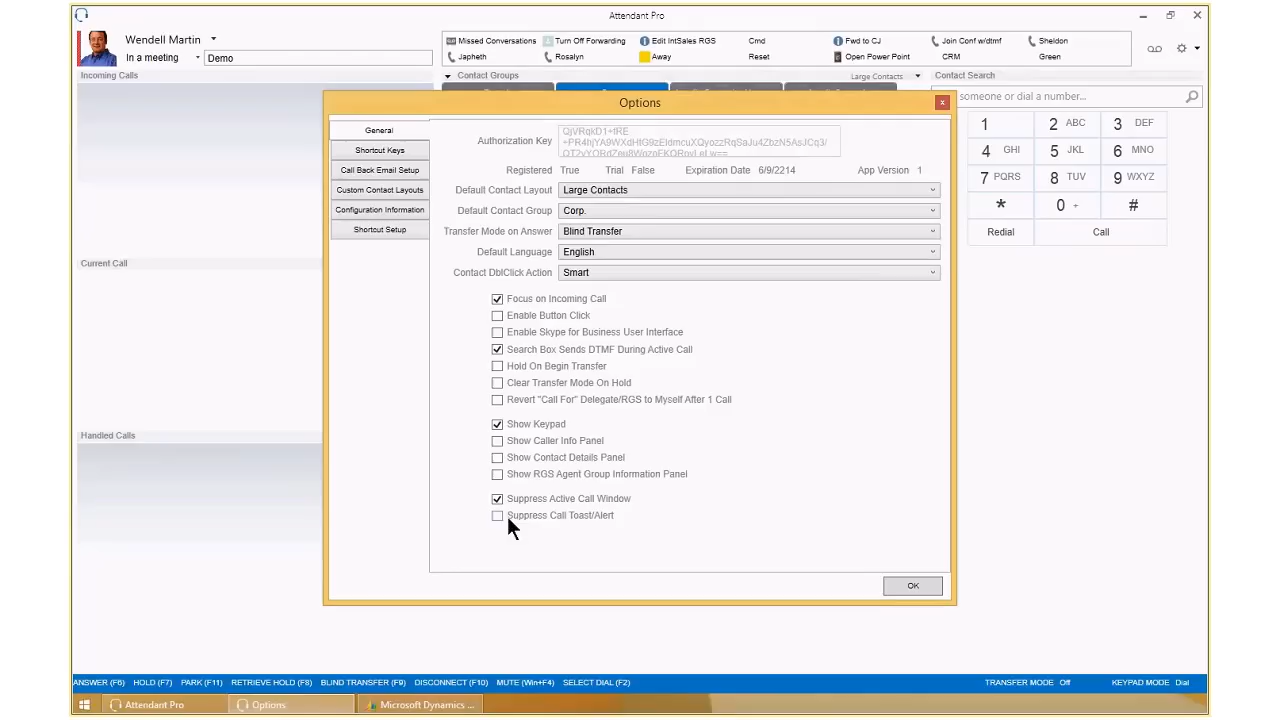 Attendant Pro
Wendell Martin
In a meeting
Demo
Missed Conversations
Turn Off Forwarding
Edit IntSales RGS
Cmd
Fwd to CJ
Join Conf w/dtmf
Sheldon
Japheth
Rosalyn
Away
Reset
Open Power Point
CRM
Green
Incoming Calls
Contact Groups
Large Contacts
Contact Search
someone or dial a number...
Options
General
Shortcut Keys
Call Back Email Setup
Custom Contact Layouts
Configuration Information
Shortcut Setup
Authorization Key
QjVRqkD1+fRE
+PR4hjYA9WXdHfG9zEldmcuXQyozzRqSaJu4ZbzN5AsJCq3/
Registered True Trial False Expiration Date 6/9/2214 App Version 1
Default Contact Layout Large Contacts
Default Contact Group Corp.
Transfer Mode on Answer Blind Transfer
Default Language English
Contact DblClick Action Smart
Focus on Incoming Call
Enable Button Click
Enable Skype for Business User Interface
Search Box Sends DTMF During Active Call
Hold On Begin Transfer
Clear Transfer Mode On Hold
Revert "Call For" Delegate/RGS to Myself After 1 Call
Show Keypad
Show Caller Info Panel
Show Contact Details Panel
Show RGS Agent Group Information Panel
Suppress Active Call Window
Suppress Call Toast/Alert
OK
1 2 ABC 3 DEF
4 GHI 5 JKL 6 MNO
7 PQRS 8 TUV 9 WXYZ
* 0 + #
Redial Call
Current Call
Handled Calls
ANSWER (F6) HOLD (F7) PARK (F11) RETRIEVE HOLD (F8) BLIND TRANSFER (F9) DISCONNECT (F10) MUTE (Win+F4) SELECT DIAL (F2) TRANSFER MODE Off KEYPAD MODE Dial
Attendant Pro
Options
Microsoft Dynamics ...